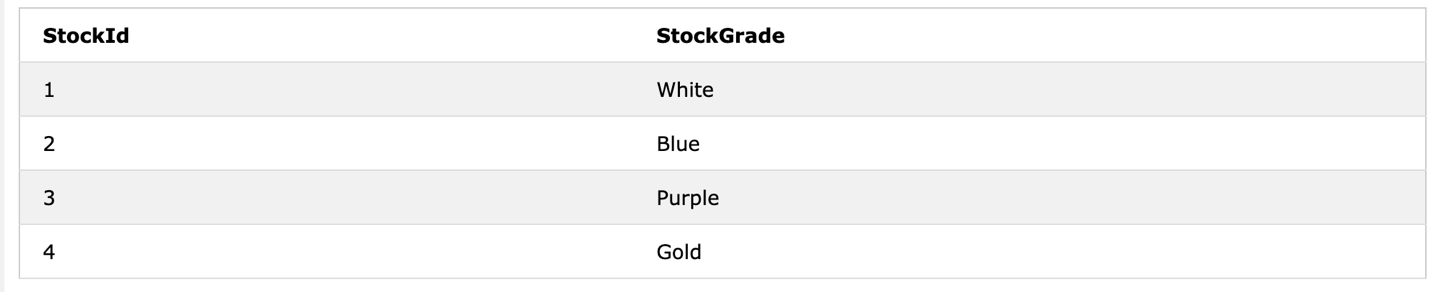 StockId StockGrade
1 White
2 Blue
3 Purple
4 Gold